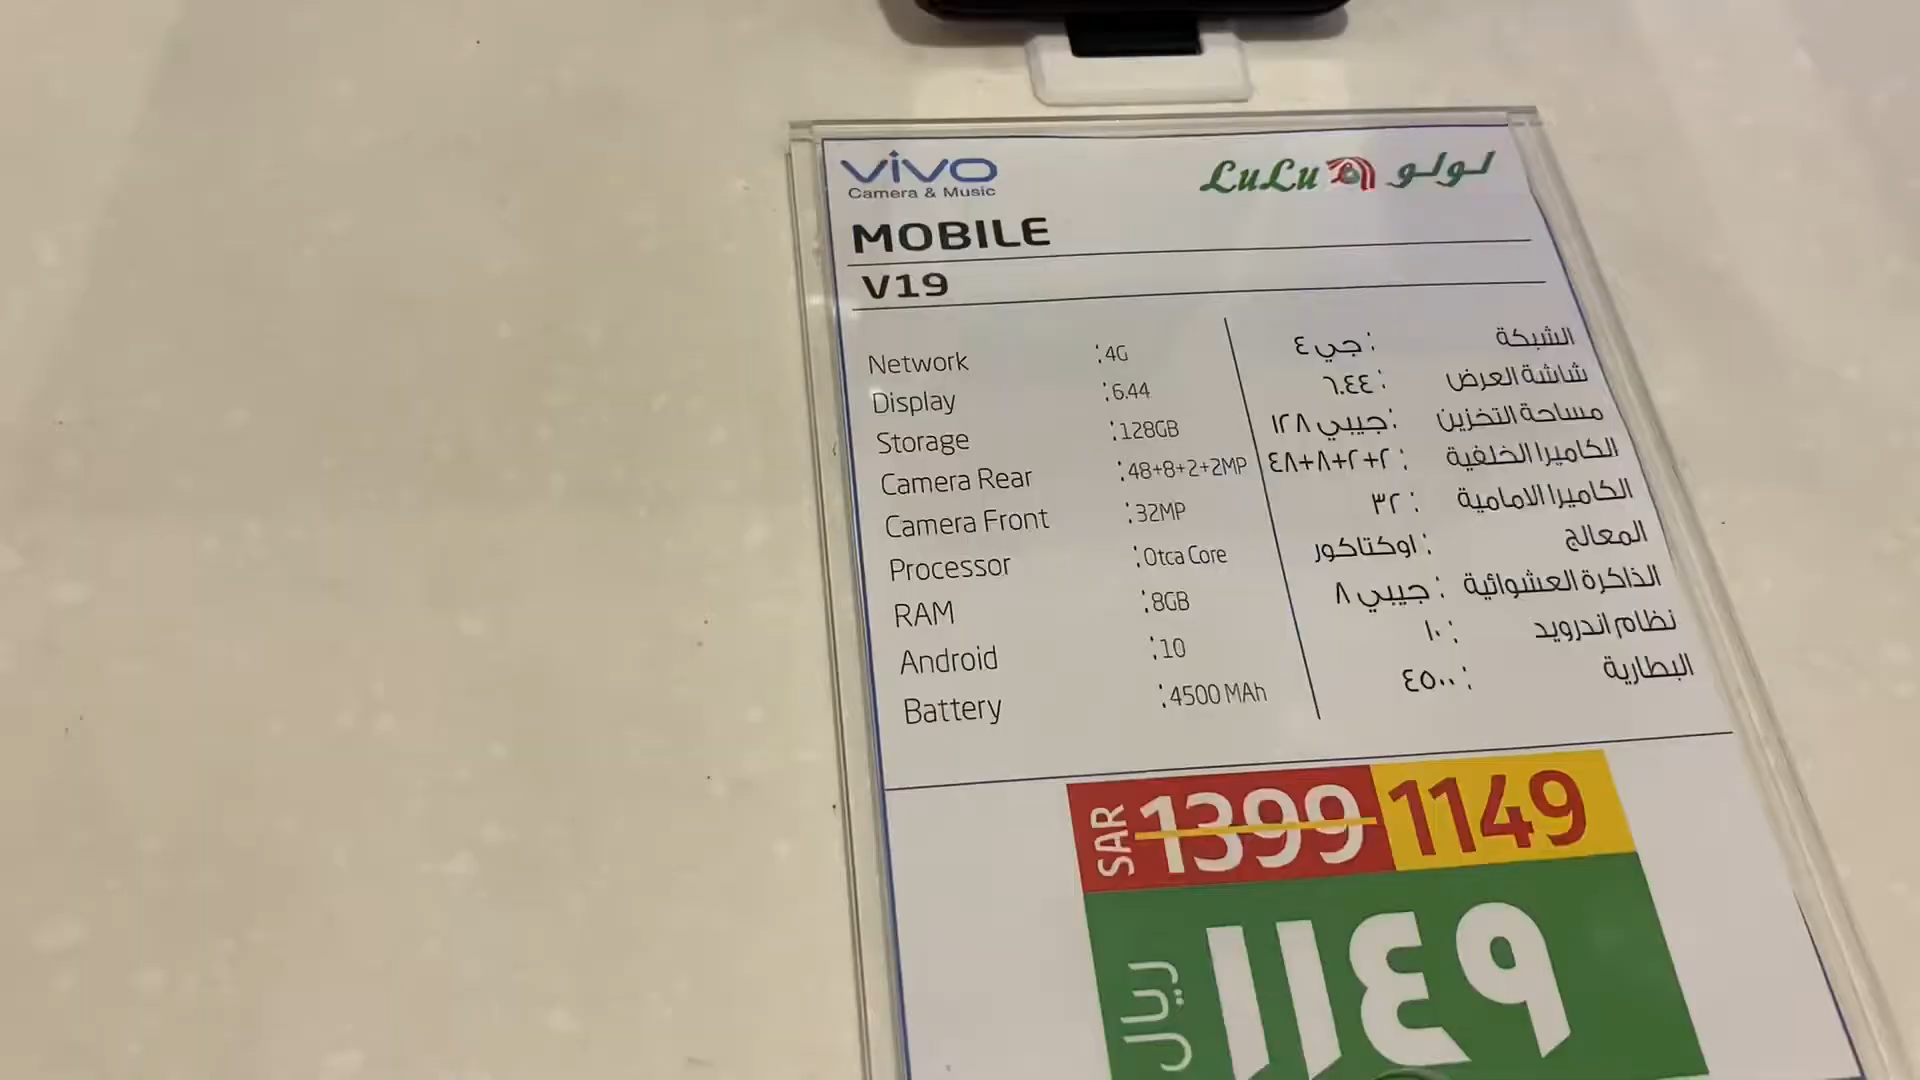 vivo
Camera & Music
LuLu لولو
MOBILE
V19
Network :4G
Display :6.44
Storage :128GB
Camera Rear :48+8+2+2MP
Camera Front :32MP
Processor :Otca Core
RAM :8GB
Android :10
Battery :4500 MAh
الشبكة :جي ٤
شاشة العرض :٦.٤٤
مساحة التخزين :جيبي ١٢٨
الكاميرا الخلفية :٢+٢+٨+٤٨
الكاميرا الامامية :٣٢
المعالج :اوكتاكور
الذاكرة العشوائية :جيبي ٨
نظام اندرويد :١٠
البطارية :٤٥٠٠
SAR 1399 1149
ريال ١١٤٩